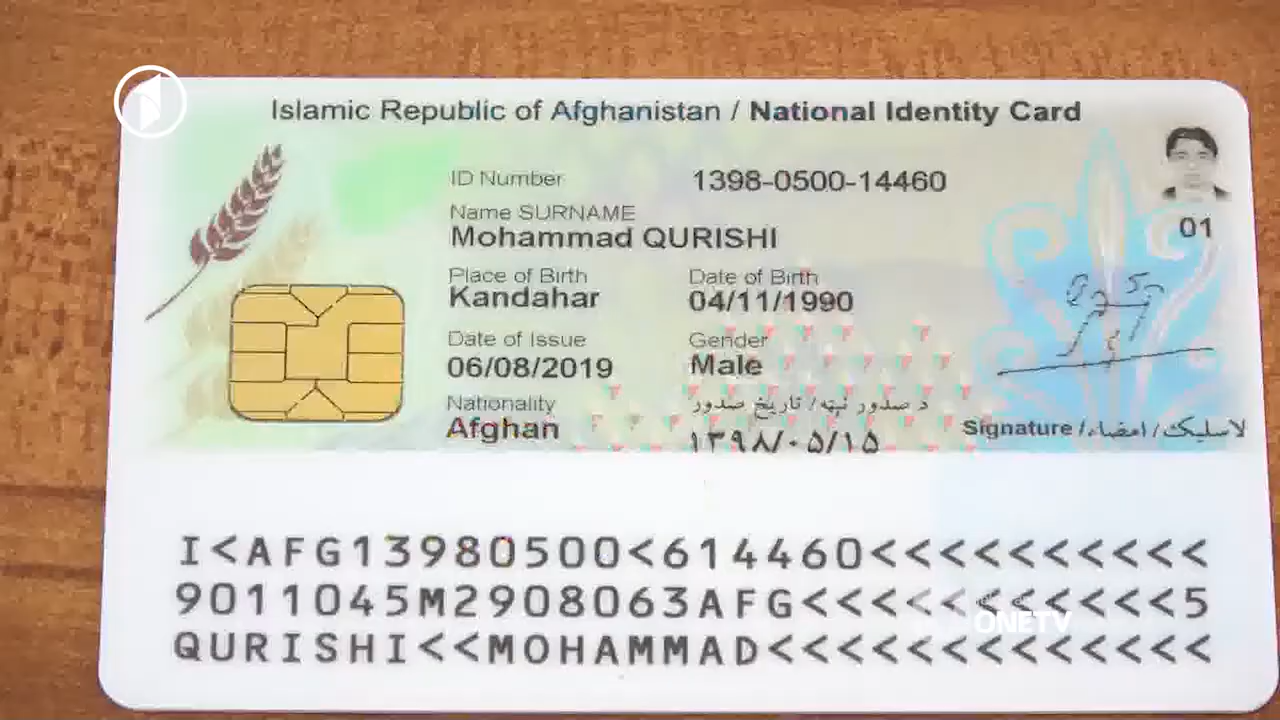 Islamic Republic of Afghanistan / National Identity Card
ID Number 1398-0500-14460
Name SURNAME
Mohammad QURISHI
01
Place of Birth Date of Birth
Kandahar 04/11/1990
Date of Issue Gender
06/08/2019 Male
Nationality د صدور نېټه/ تاریخ صدور
Afghan ۱۳۹۸/۰۵/۱۵
Signature /لاسلیک/ امضاء
I<AFG13980500<614460<<<<<<<<<<
9011045M2908063AFG<<<<<<<<<<<5
QURISHI<<MOHAMMAD<<<<<<<<<<<<<
ONETV